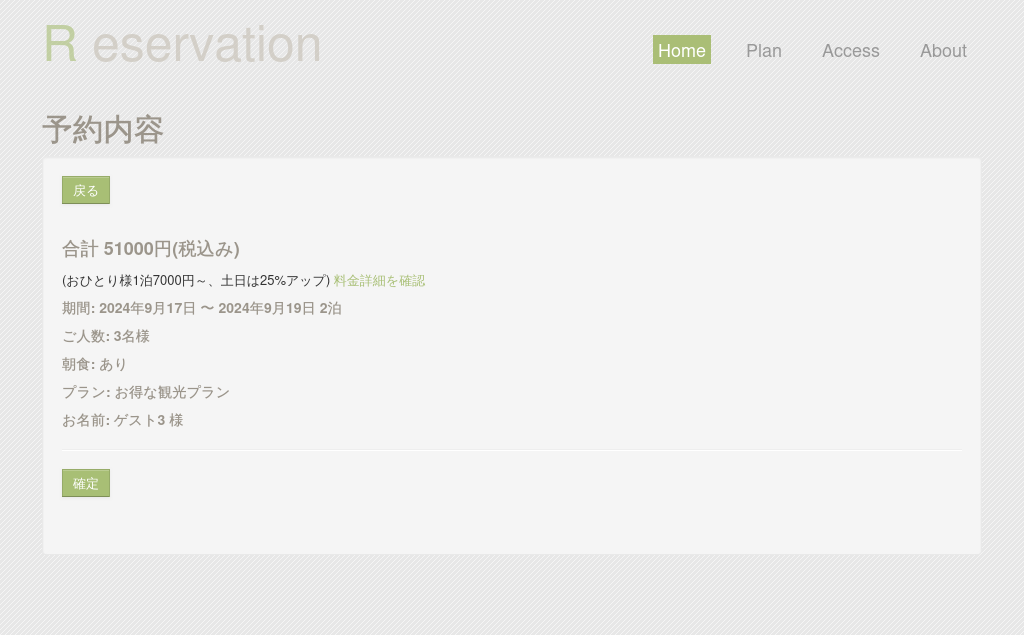 R eservation
Home Plan Access About
予約内容
戻る
合計 51000円(税込み)
(おひとり様1泊7000円～、土日は25%アップ) 料金詳細を確認
期間: 2024年9月17日 〜 2024年9月19日 2泊
ご人数: 3名様
朝食: あり
プラン: お得な観光プラン
お名前: ゲスト3 様
確定